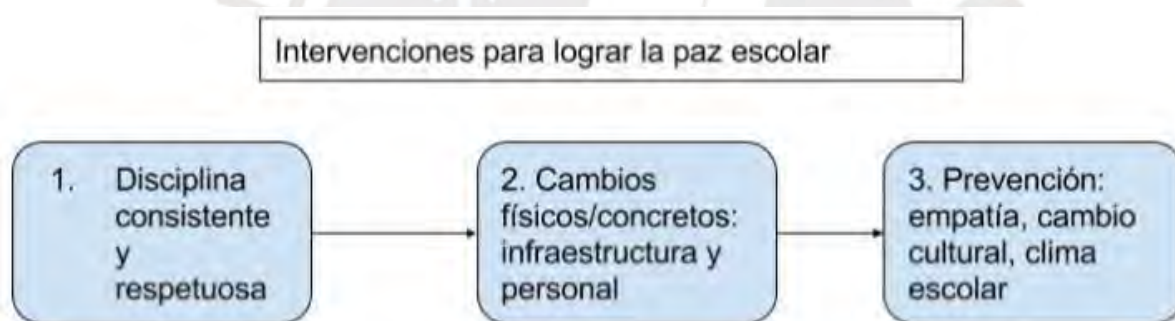 Intervenciones para lograr la paz escolar
1. Disciplina
consistente
y
respetuosa
2. Cambios
físicos/concretos:
infraestructura y
personal
3. Prevención:
empatía, cambio
cultural, clima
escolar